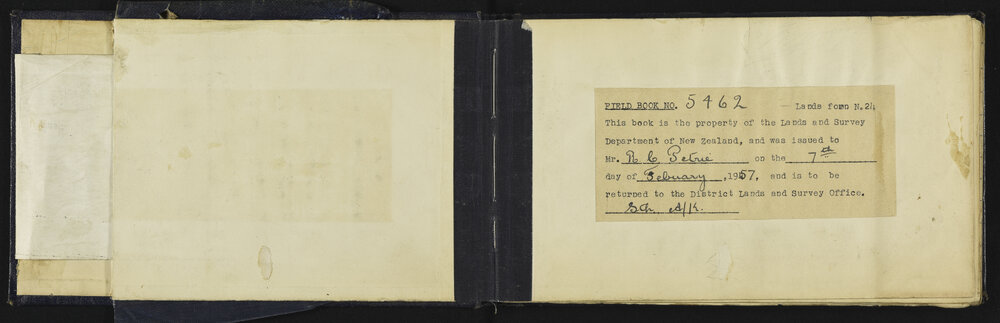 FIELD BOOK NO. 5462 — Lands form N.24
This book is the property of the Lands and Survey
Department of New Zealand, and was issued to
Mr. R C Petrie on the 7th
day of Febuary ,1957, and is to be
returned to the District Lands and Survey Office.
A/K.